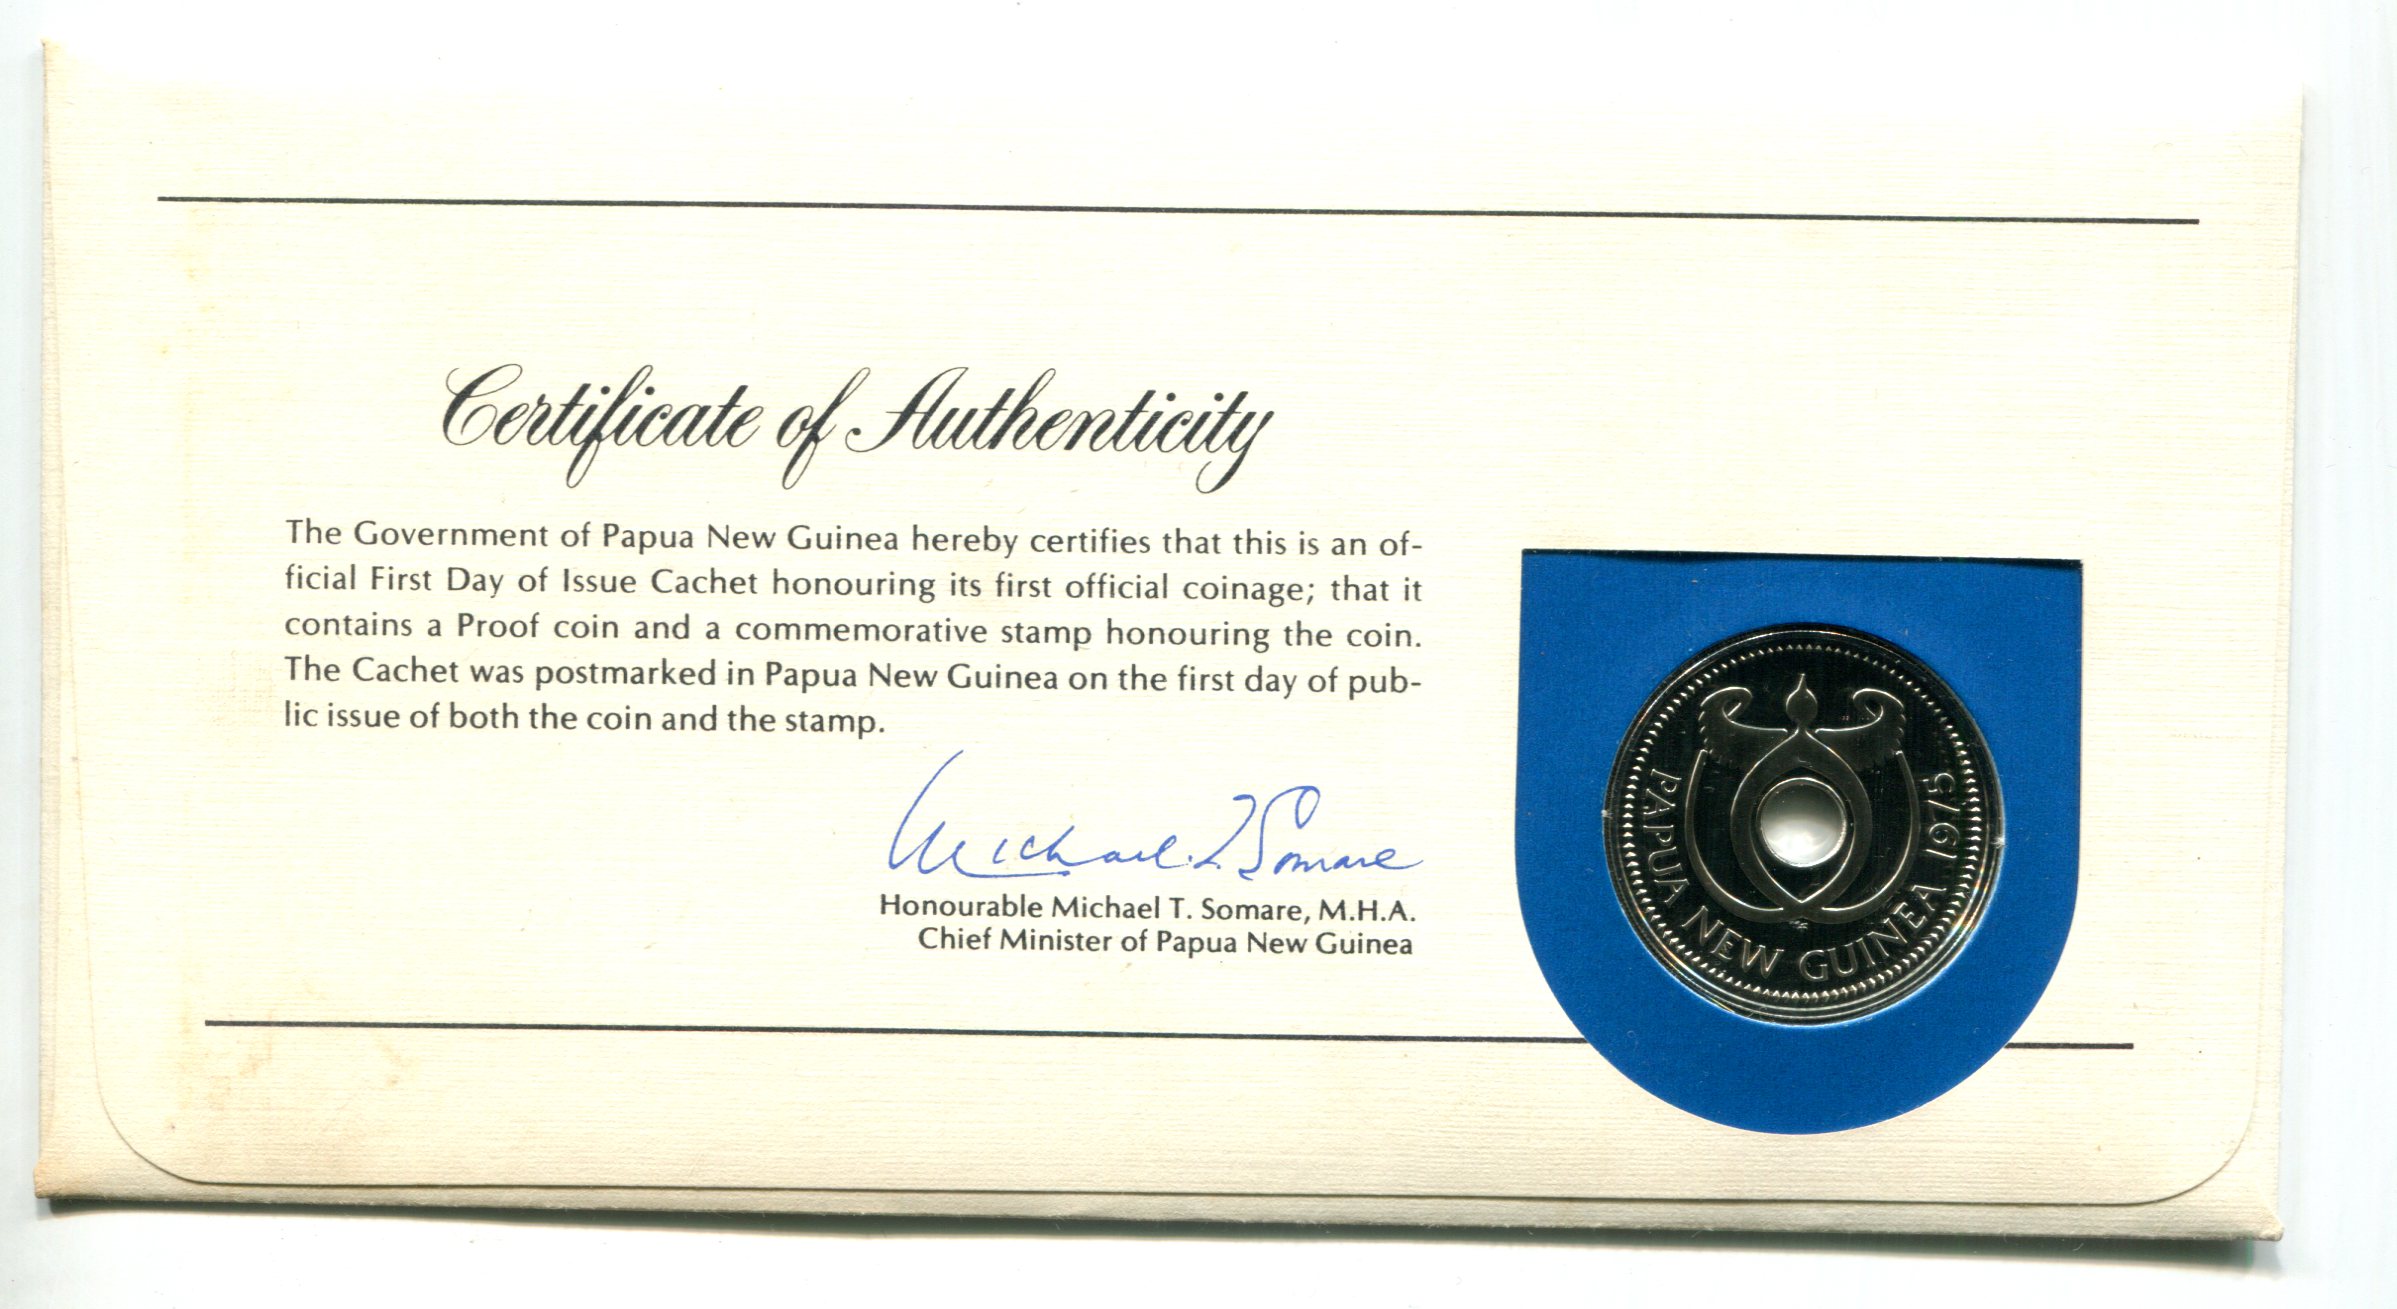 Certificate of Authenticity
The Government of Papua New Guinea hereby certifies that this is an of-
ficial First Day of Issue Cachet honouring its first official coinage; that it
contains a Proof coin and a commemorative stamp honouring the coin.
The Cachet was postmarked in Papua New Guinea on the first day of pub-
lic issue of both the coin and the stamp.
Michael T Somare
Honourable Michael T. Somare, M.H.A.
Chief Minister of Papua New Guinea
PAPUA NEW GUINEA 1975